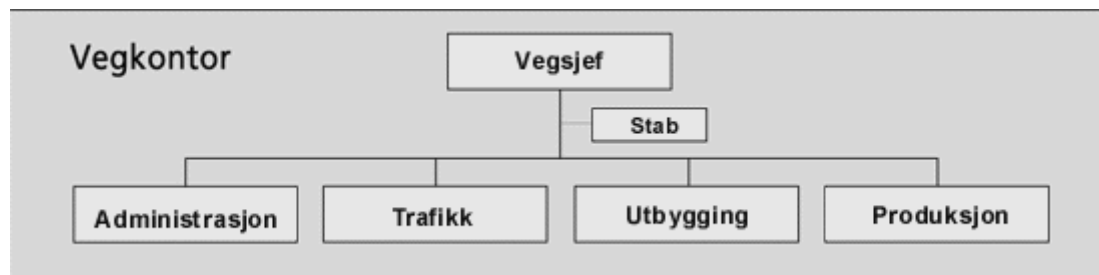 Vegkontor
Vegsjef
Stab
Administrasjon
Trafikk
Utbygging
Produksjon